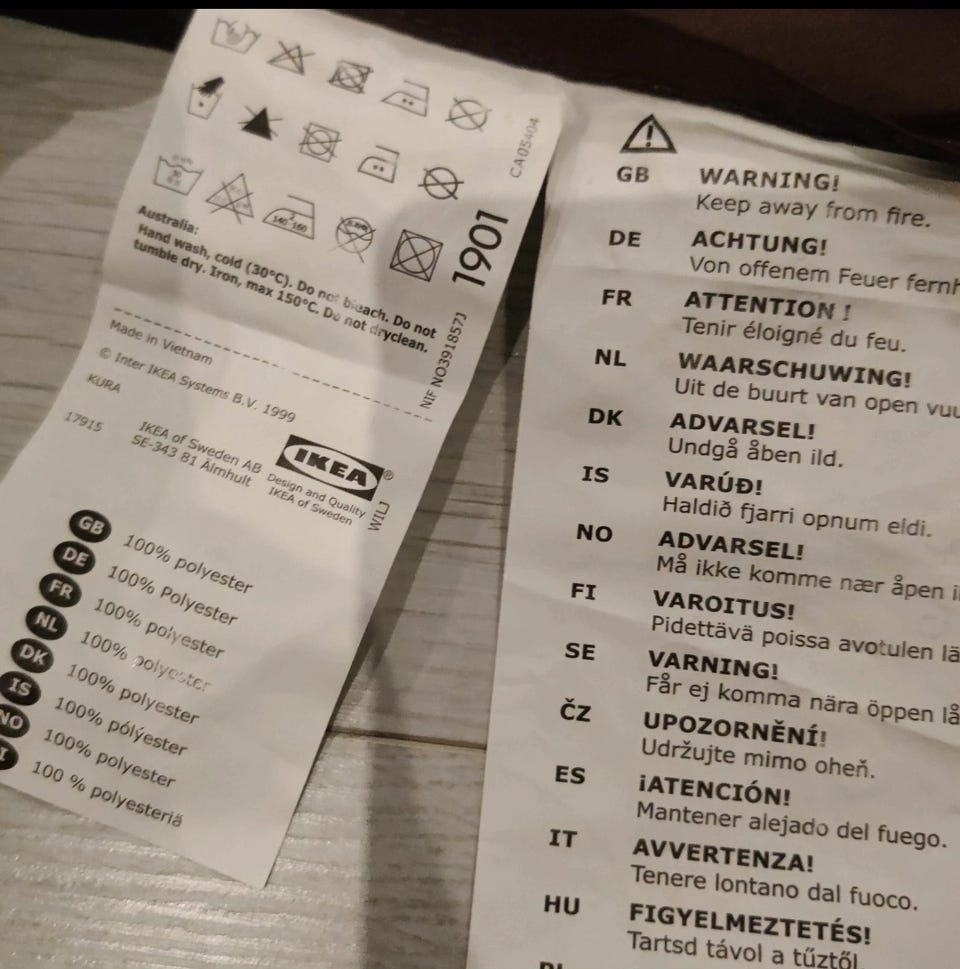 CA05404
1901
Australia:
Hand wash, cold (30°C). Do not bleach. Do not
tumble dry. Iron, max 150°C. Do not dryclean.
NIF NO391857J
Made in Vietnam
© Inter IKEA Systems B.V. 1999
KURA
17915
IKEA of Sweden AB
SE-343 81 Älmhult
IKEA®
Design and Quality
IKEA of Sweden
WILJ
GB 100% polyester
DE 100% Polyester
FR 100% polyester
NL 100% polyester
DK 100% polyester
IS 100% pólýester
NO 100% polyester
100 % polyesteriä
GB WARNING!
Keep away from fire.
DE ACHTUNG!
Von offenem Feuer fernh
FR ATTENTION !
Tenir éloigné du feu.
NL WAARSCHUWING!
Uit de buurt van open vuu
DK ADVARSEL!
Undgå åben ild.
IS VARÚÐ!
Haldið fjarri opnum eldi.
NO ADVARSEL!
Må ikke komme nær åpen
FI VAROITUS!
Pidettävä poissa avotulen lä
SE VARNING!
Får ej komma nära öppen lå
ČZ UPOZORNĚNÍ!
Udržujte mimo oheň.
ES ¡ATENCIÓN!
Mantener alejado del fuego.
IT AVVERTENZA!
Tenere lontano dal fuoco.
HU FIGYELMEZTETÉS!
Tartsd távol a tűztől